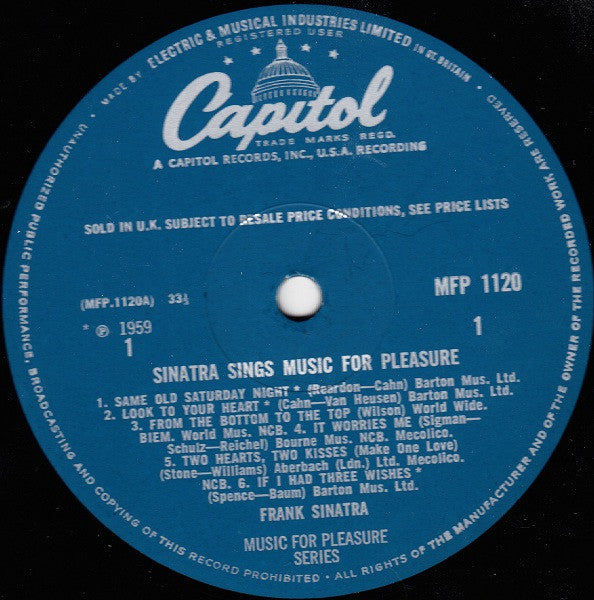 MADE BY ELECTRIC & MUSICAL INDUSTRIES LIMITED IN GT. BRITAIN •
REGISTERED USER
Capitol
TRADE MARKS REGD.
A CAPITOL RECORDS, INC., U.S.A. RECORDING
SOLD IN U.K. SUBJECT TO RESALE PRICE CONDITIONS, SEE PRICE LISTS
(MFP.1120A) 33⅓
MFP 1120
* ℗ 1959
1
1
SINATRA SINGS MUSIC FOR PLEASURE
1. SAME OLD SATURDAY NIGHT * (Reardon—Cahn) Barton Mus. Ltd.
2. LOOK TO YOUR HEART * (Cahn—Van Heusen) Barton Mus. Ltd.
3. FROM THE BOTTOM TO THE TOP (Wilson) World Wide.
BIEM. World Mus. NCB. 4. IT WORRIES ME (Sigman—
Schulz—Reichel) Bourne Mus. NCB. Mecolico.
5. TWO HEARTS, TWO KISSES (Make One Love)
(Stone—Williams) Aberbach (Ldn.) Ltd. Mecolico.
NCB. 6. IF I HAD THREE WISHES *
(Spence—Baum) Barton Mus. Ltd.
FRANK SINATRA
MUSIC FOR PLEASURE
SERIES
• UNAUTHORIZED PUBLIC PERFORMANCE, BROADCASTING AND COPYING OF THIS RECORD PROHIBITED • ALL RIGHTS OF THE MANUFACTURER AND OF THE OWNER OF THE RECORDED WORK ARE RESERVED